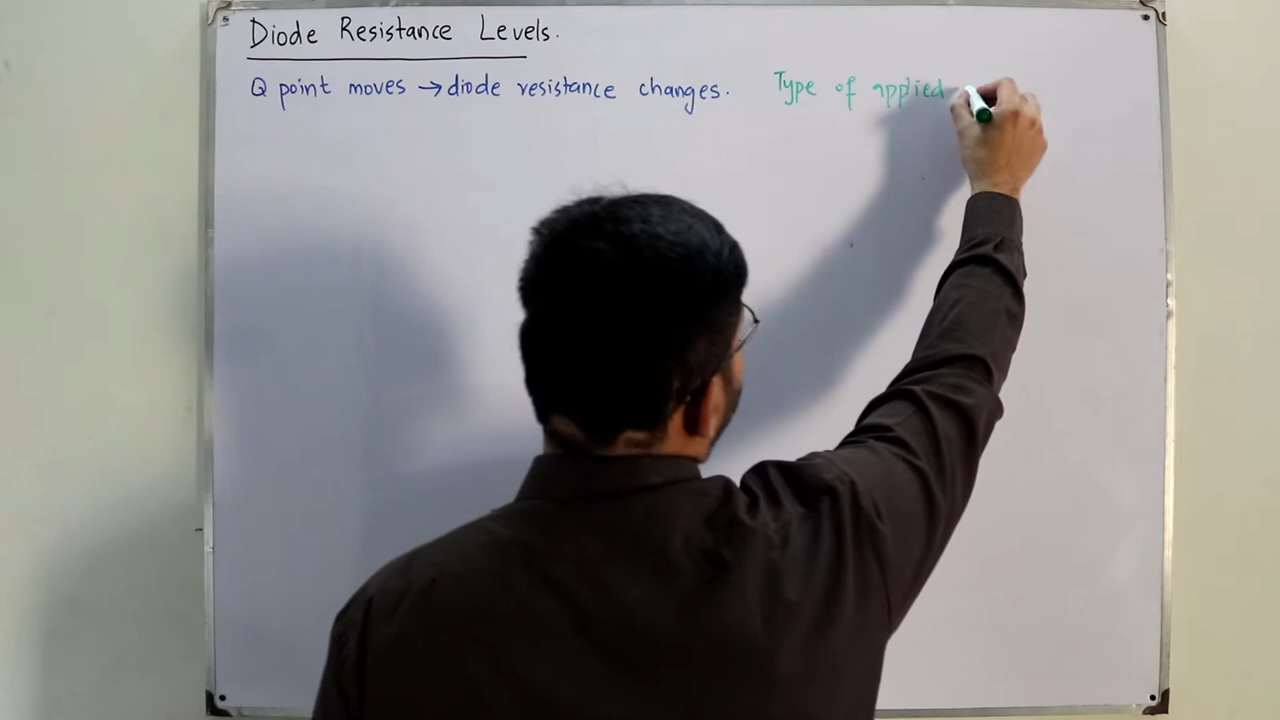 Diode Resistance Levels.
Q point moves → diode resistance changes. Type of applied